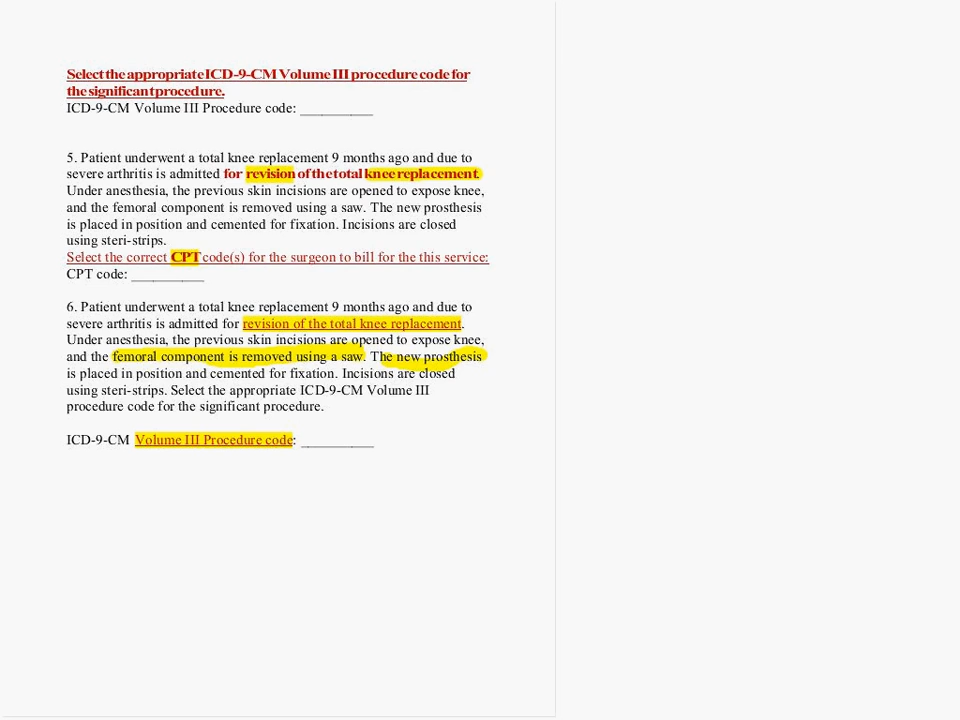 Select the appropriate ICD-9-CM Volume III procedure code for
the significant procedure.
ICD-9-CM Volume III Procedure code: __________
5. Patient underwent a total knee replacement 9 months ago and due to
severe arthritis is admitted for revision of the total knee replacement.
Under anesthesia, the previous skin incisions are opened to expose knee,
and the femoral component is removed using a saw. The new prosthesis
is placed in position and cemented for fixation. Incisions are closed
using steri-strips.
Select the correct CPT code(s) for the surgeon to bill for the this service:
CPT code: __________
6. Patient underwent a total knee replacement 9 months ago and due to
severe arthritis is admitted for revision of the total knee replacement.
Under anesthesia, the previous skin incisions are opened to expose knee,
and the femoral component is removed using a saw. The new prosthesis
is placed in position and cemented for fixation. Incisions are closed
using steri-strips. Select the appropriate ICD-9-CM Volume III
procedure code for the significant procedure.
ICD-9-CM Volume III Procedure code: __________